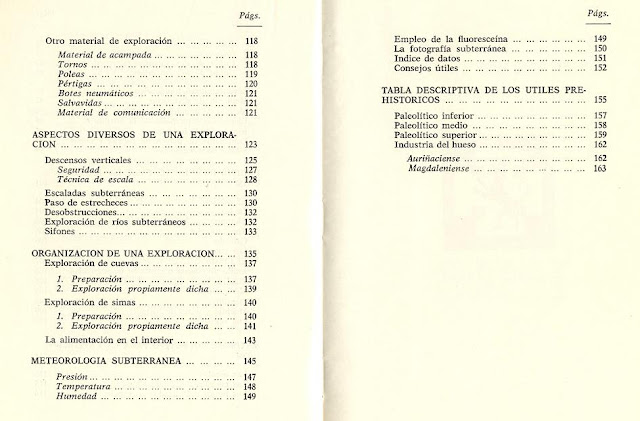 Págs.
Otro material de exploración ... ... ... ... ... 118
Material de acampada ... ... ... ... ... ... 118
Tornos ... ... ... ... ... ... ... ... ... ... 118
Poleas ... ... ... ... ... ... ... ... ... ... 119
Pértigas ... ... ... ... ... ... ... ... ... ... 120
Botes neumáticos ... ... ... ... ... ... ... 121
Salvavidas ... ... ... ... ... ... ... ... ... 121
Material de comunicación ... ... ... ... ... 121
ASPECTOS DIVERSOS DE UNA EXPLORA-
CION ... ... ... ... ... ... ... ... ... ... ... ... 123
Descensos verticales ... ... ... ... ... ... ... 125
Seguridad ... ... ... ... ... ... ... ... ... 127
Técnica de escala ... ... ... ... ... ... ... 128
Escaladas subterráneas ... ... ... ... ... ... 130
Paso de estrecheces ... ... ... ... ... ... ... 130
Desobstrucciones... ... ... ... ... ... ... ... 132
Exploración de ríos subterráneos ... ... ... 132
Sifones ... ... ... ... ... ... ... ... ... ... ... 133
ORGANIZACION DE UNA EXPLORACION... ... 135
Exploración de cuevas ... ... ... ... ... ... ... 137
1. Preparación ... ... ... ... ... ... ... ... 137
2. Exploración propiamente dicha ... ... 139
Exploración de simas ... ... ... ... ... ... ... 140
1. Preparación ... ... ... ... ... ... ... ... 140
2. Exploración propiamente dicha ... ... 141
La alimentación en el interior ... ... ... ... 143
METEOROLOGIA SUBTERRANEA ... ... ... ... 145
Presión ... ... ... ... ... ... ... ... ... ... 147
Temperatura ... ... ... ... ... ... ... ... ... 148
Humedad ... ... ... ... ... ... ... ... ... ... 149
Págs.
Empleo de la fluoresceína ... ... ... ... ... 149
La fotografía subterránea ... ... ... ... ... 150
Indice de datos ... ... ... ... ... ... ... ... 151
Consejos útiles ... ... ... ... ... ... ... ... 152
TABLA DESCRIPTIVA DE LOS UTILES PRE-
HISTORICOS ... ... ... ... ... ... ... ... ... ... 155
Paleolítico inferior ... ... ... ... ... ... ... 157
Paleolítico medio ... ... ... ... ... ... ... ... 158
Paleolítico superior ... ... ... ... ... ... ... 159
Industria del hueso ... ... ... ... ... ... ... 162
Auriñaciense ... ... ... ... ... ... ... ... 162
Magdaleniense ... ... ... ... ... ... ... ... 163